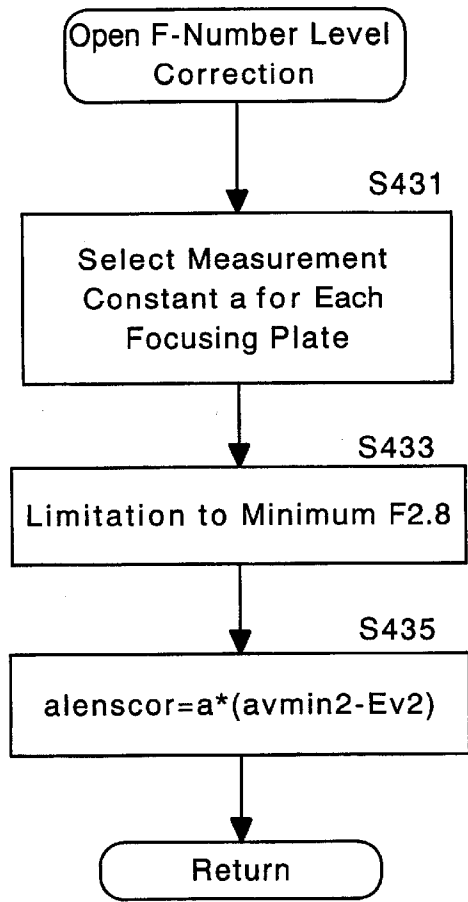 Open F-Number Level
Correction
S431
Select Measurement
Constant a for Each
Focusing Plate
S433
Limitation to Minimum F2.8
S435
alenscor=a*(avmin2-Ev2)
Return